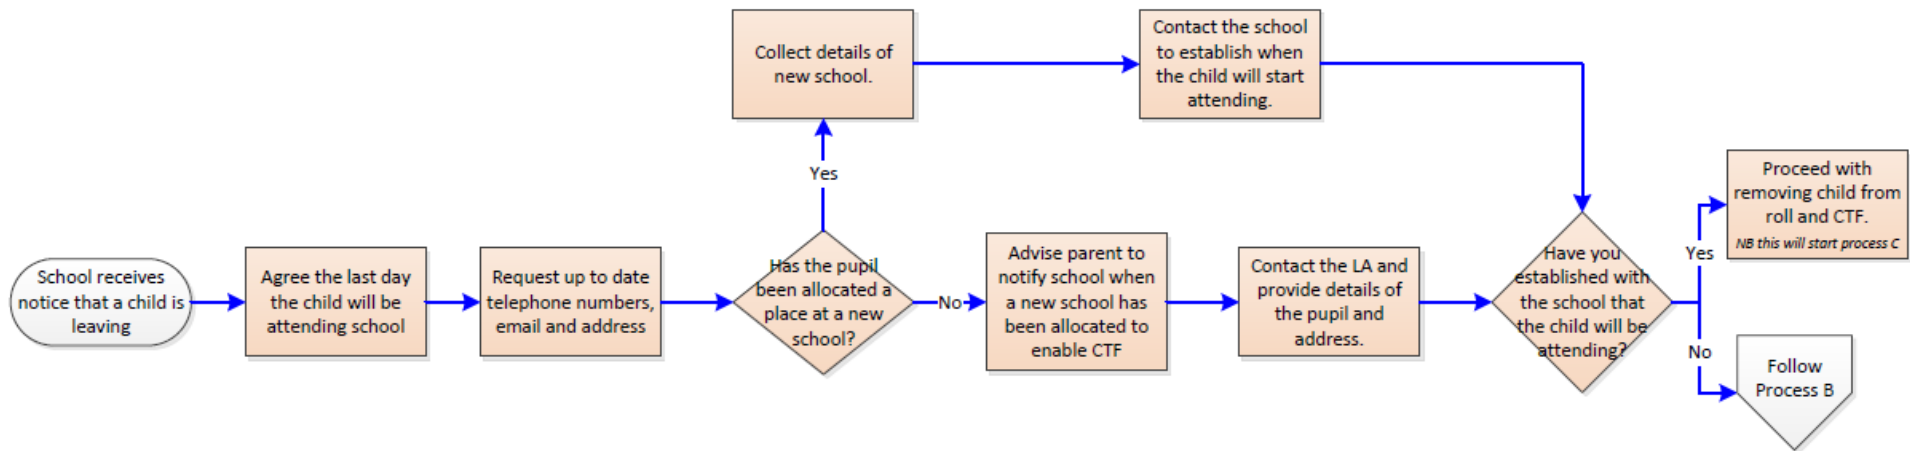 School receives
notice that a child is
leaving
Agree the last day
the child will be
attending school
Request up to date
telephone numbers,
email and address
Has the pupil
been allocated a
place at a new
school?
Yes
Collect details of
new school.
Contact the school
to establish when
the child will start
attending.
No
Advise parent to
notify school when
a new school has
been allocated to
enable CTF
Contact the LA and
provide details of
the pupil and
address.
Have you
established with
the school that
the child will be
attending?
Yes
Proceed with
removing child from
roll and CTF.
NB this will start process C
No
Follow
Process B